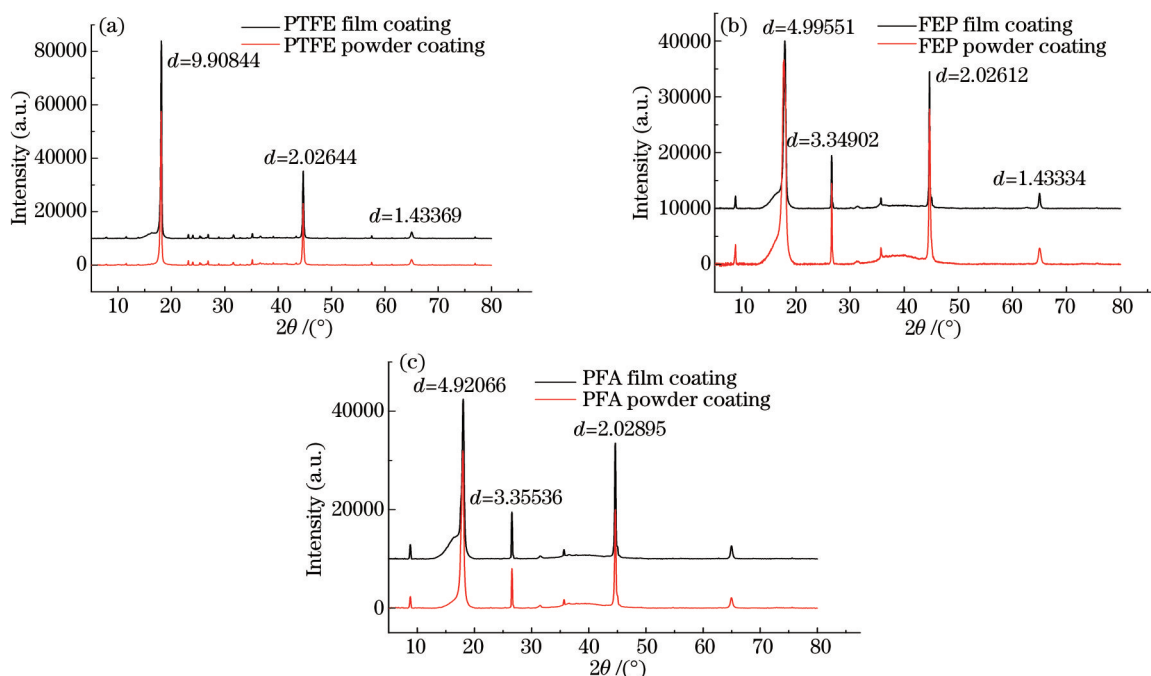 (a)
PTFE film coating
PTFE powder coating
80000
60000
40000
20000
0
Intensity (a.u.)
d=9.90844
d=2.02644
d=1.43369
10 20 30 40 50 60 70 80
2θ /(°)
(b)
FEP film coating
FEP powder coating
40000
30000
20000
10000
0
Intensity (a.u.)
d=4.99551
d=3.34902
d=2.02612
d=1.43334
10 20 30 40 50 60 70 80
2θ /(°)
(c)
PFA film coating
PFA powder coating
40000
20000
0
Intensity (a.u.)
d=4.92066
d=3.35536
d=2.02895
10 20 30 40 50 60 70 80
2θ /(°)